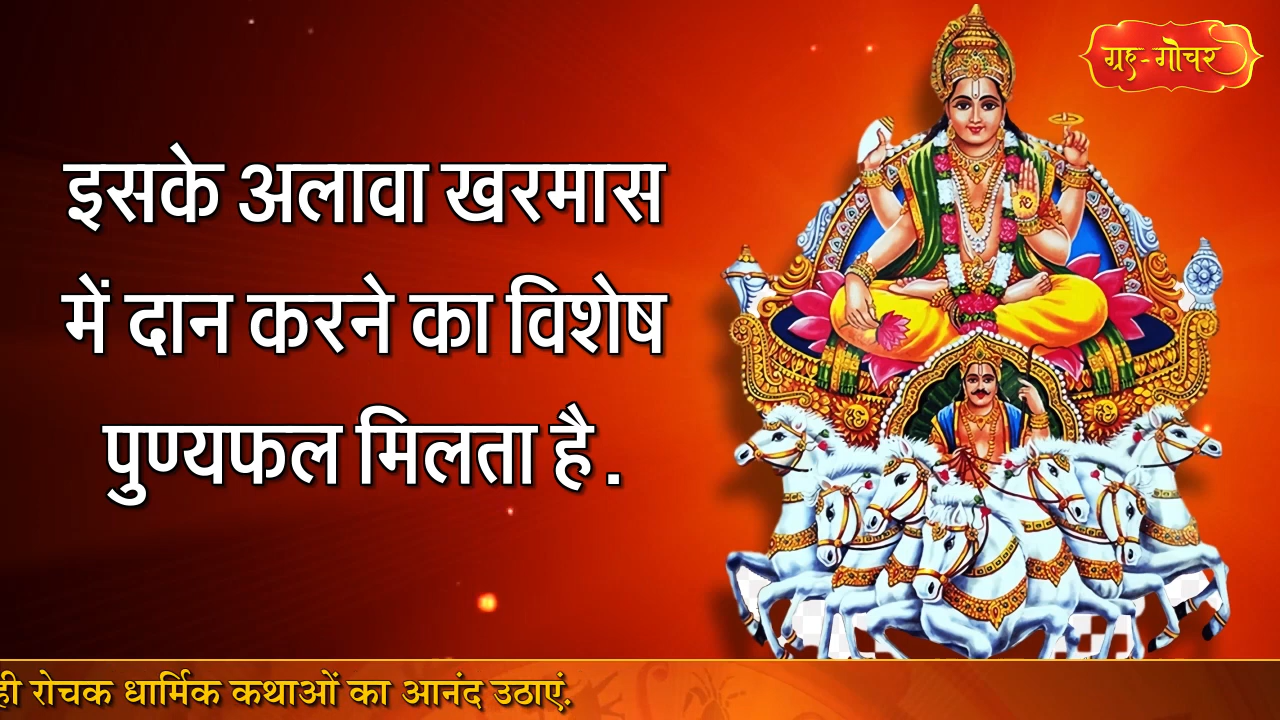 ग्रह-गोचर
इसके अलावा खरमास
में दान करने का विशेष
पुण्यफल मिलता है .
ही रोचक धार्मिक कथाओं का आनंद उठाएं.